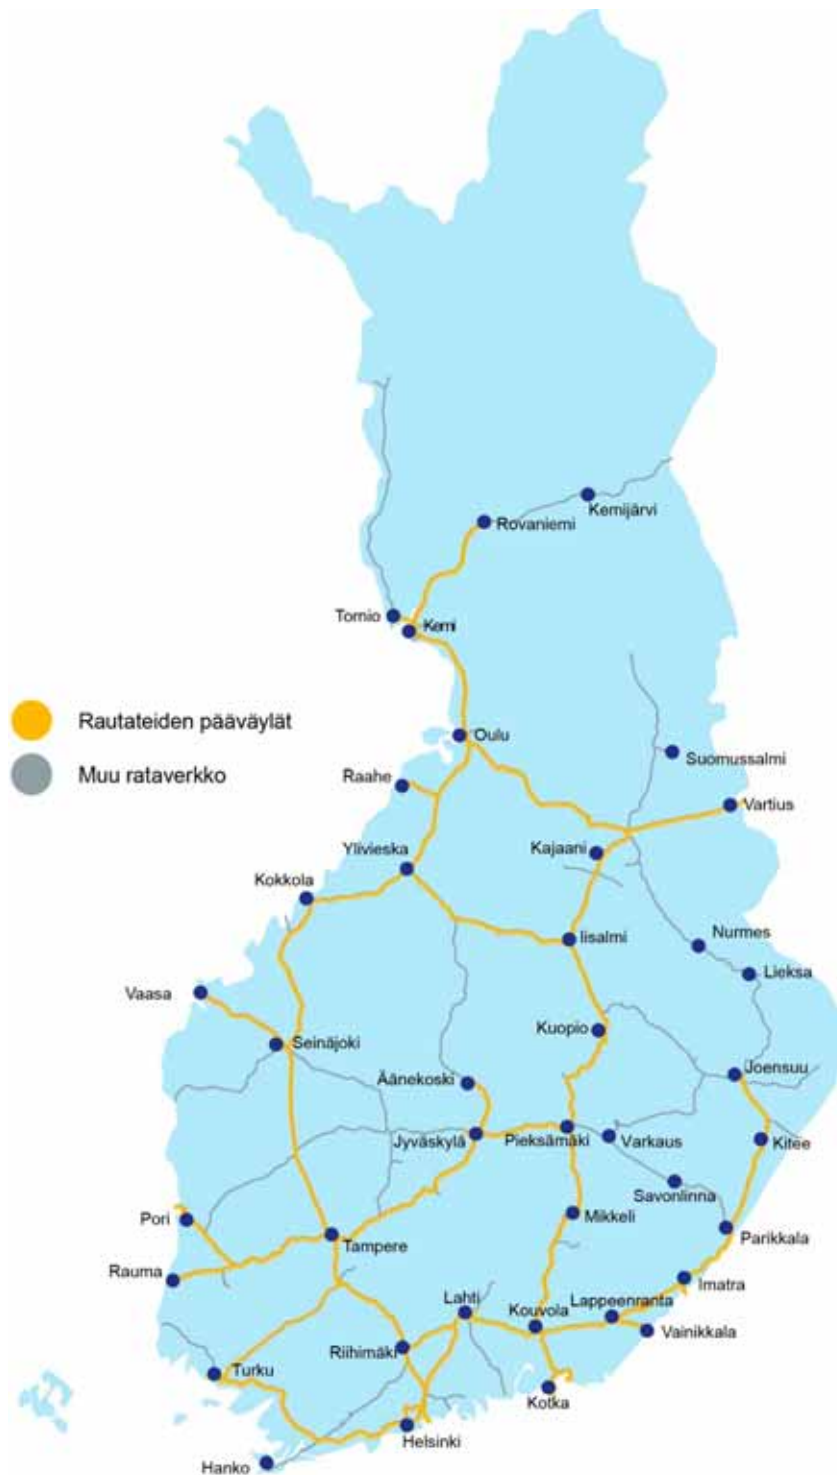 Kemijärvi
Rovaniemi
Tornio
Kemi
Rautateiden pääväylät
Muu rataverkko
Oulu
Suomussalmi
Raahe
Vartius
Ylivieska
Kajaani
Kokkola
Iisalmi
Nurmes
Lieksa
Vaasa
Kuopio
Seinäjoki
Joensuu
Äänekoski
Jyväskylä
Pieksämäki
Varkaus
Kitee
Savonlinna
Pori
Mikkeli
Parikkala
Tampere
Rauma
Imatra
Lahti
Kouvola
Lappeenranta
Vainikkala
Riihimäki
Turku
Kotka
Helsinki
Hanko